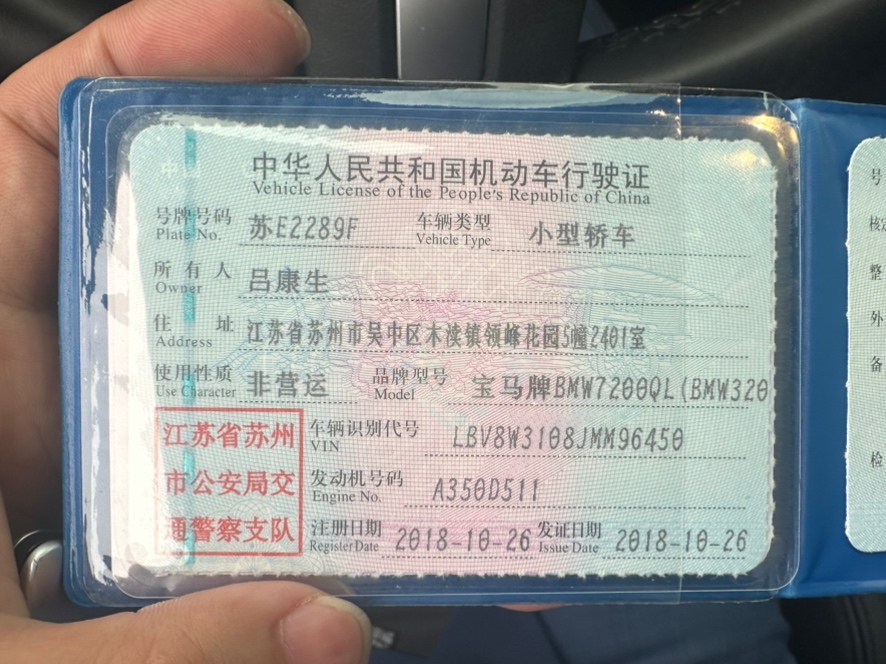 中华人民共和国机动车行驶证
Vehicle License of the People's Republic of China
号牌号码 苏E2289F 车辆类型 小型轿车
Plate No. Vehicle Type
所有人 吕康生
Owner
住址 江苏省苏州市吴中区木渎镇领峰花园5幢2401室
Address
使用性质 非营运 品牌型号 宝马牌BMW7200QL(BMW320
Use Character Model
江苏省苏州
市公安局交
通警察支队
车辆识别代号 LBV8W3108JMM96450
VIN
发动机号码 A350D511
Engine No.
注册日期 2018-10-26 发证日期 2018-10-26
Register Date Issue Date
号
核定
整
外
备
检